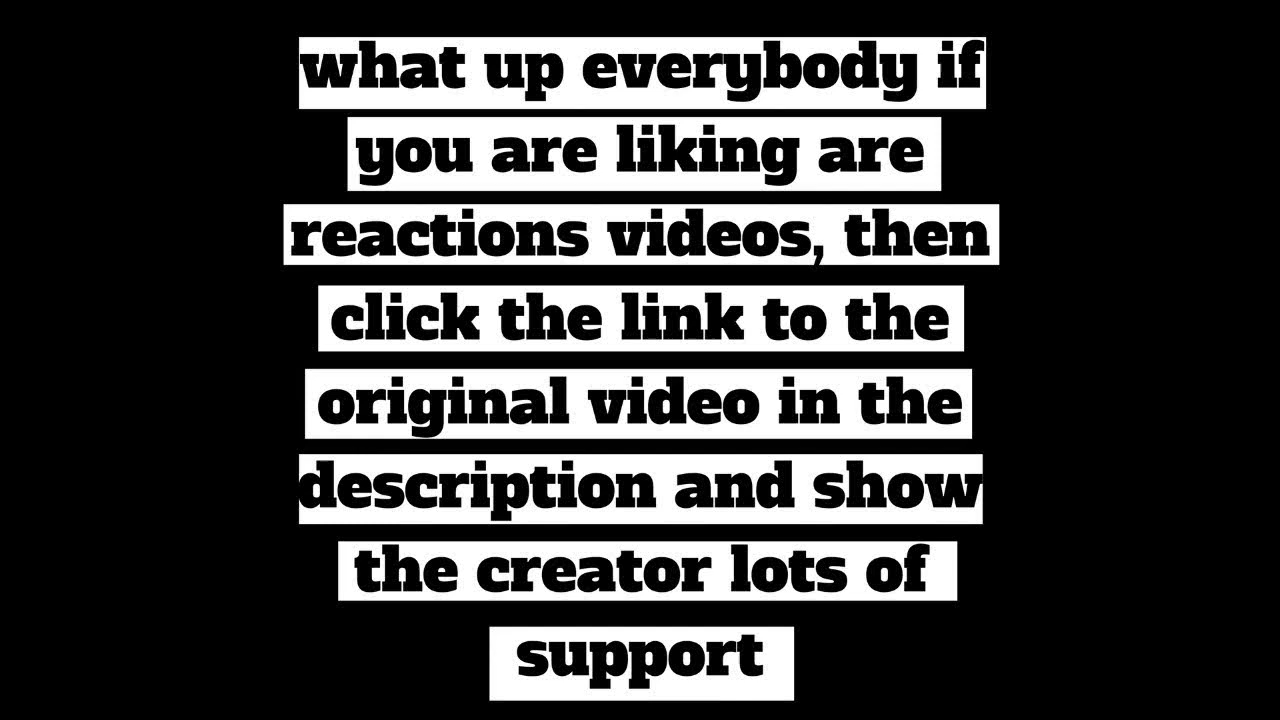 what up everybody if
you are liking are
reactions videos, then
click the link to the
original video in the
description and show
the creator lots of
support